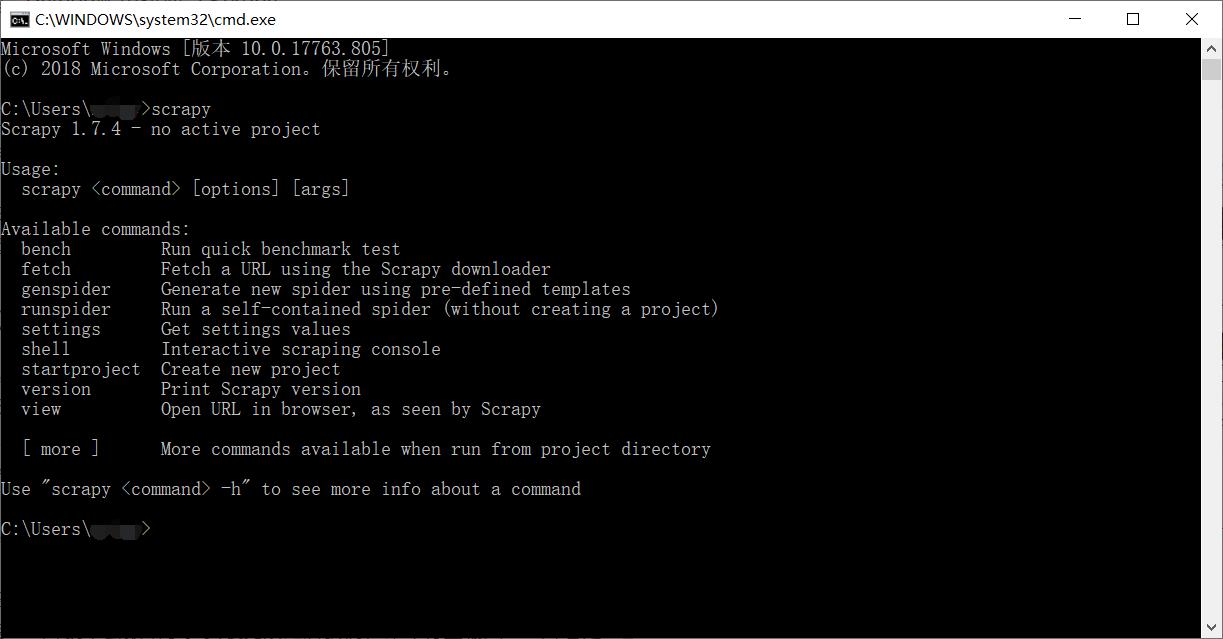 C:\WINDOWS\system32\cmd.exe
Microsoft Windows [版本 10.0.17763.805]
(c) 2018 Microsoft Corporation。保留所有权利。
C:\Users\ >scrapy
Scrapy 1.7.4 - no active project
Usage:
  scrapy <command> [options] [args]
Available commands:
  bench         Run quick benchmark test
  fetch         Fetch a URL using the Scrapy downloader
  genspider     Generate new spider using pre-defined templates
  runspider     Run a self-contained spider (without creating a project)
  settings      Get settings values
  shell         Interactive scraping console
  startproject  Create new project
  version       Print Scrapy version
  view          Open URL in browser, as seen by Scrapy
  [ more ]      More commands available when run from project directory
Use "scrapy <command> -h" to see more info about a command
C:\Users\ >